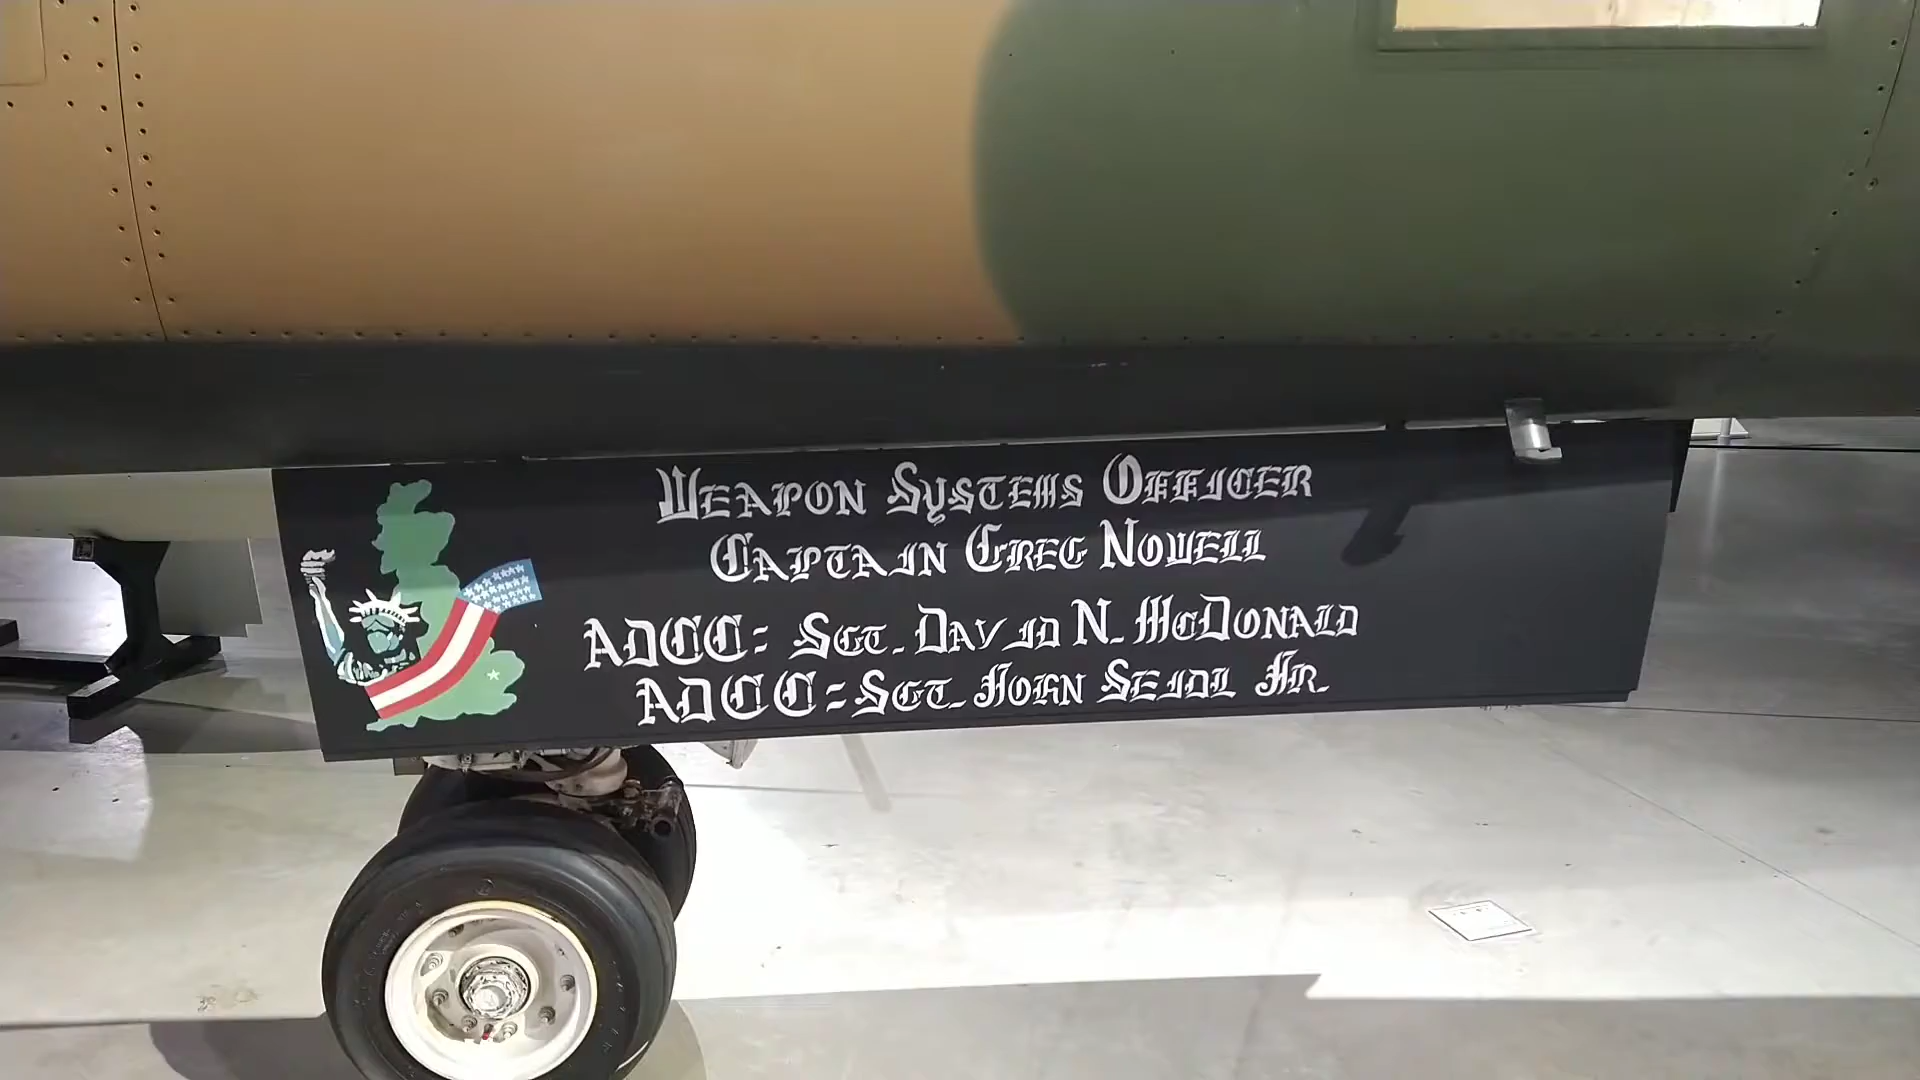 Weapon Systems Officer
Captain Greg Nowell
ADCC: Sgt. David N. McDonald
ADCC: Sgt. John Seidl Jr.